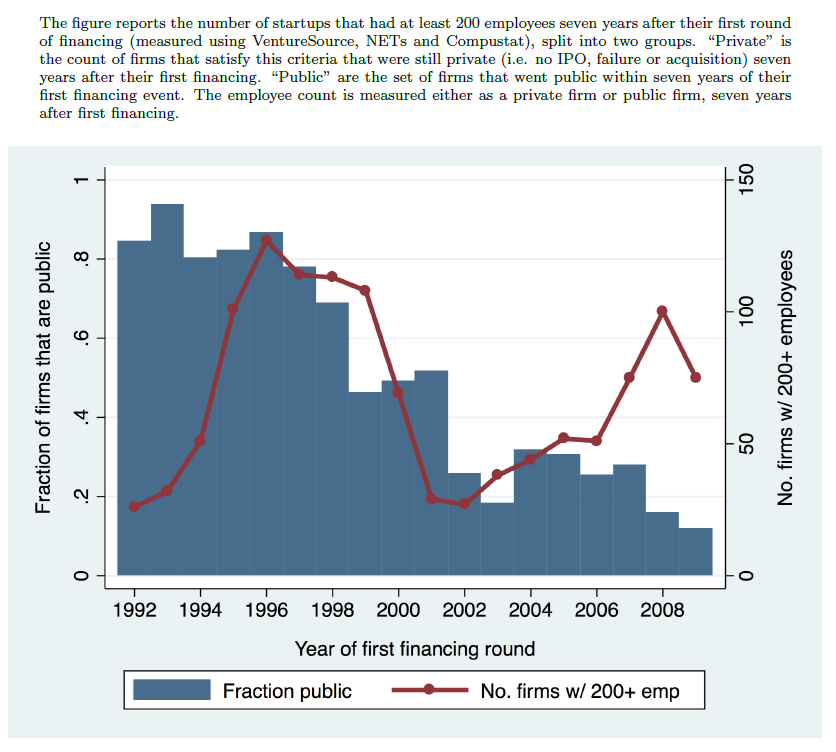 The figure reports the number of startups that had at least 200 employees seven years after their first round
of financing (measured using VentureSource, NETs and Compustat), split into two groups. “Private” is
the count of firms that satisfy this criteria that were still private (i.e. no IPO, failure or acquisition) seven
years after their first financing. “Public” are the set of firms that went public within seven years of their
first financing event. The employee count is measured either as a private firm or public firm, seven years
after first financing.
Fraction of firms that are public
1
.8
.6
.4
.2
0
150
100
50
0
No. firms w/ 200+ employees
1992 1994 1996 1998 2000 2002 2004 2006 2008
Year of first financing round
Fraction public No. firms w/ 200+ emp